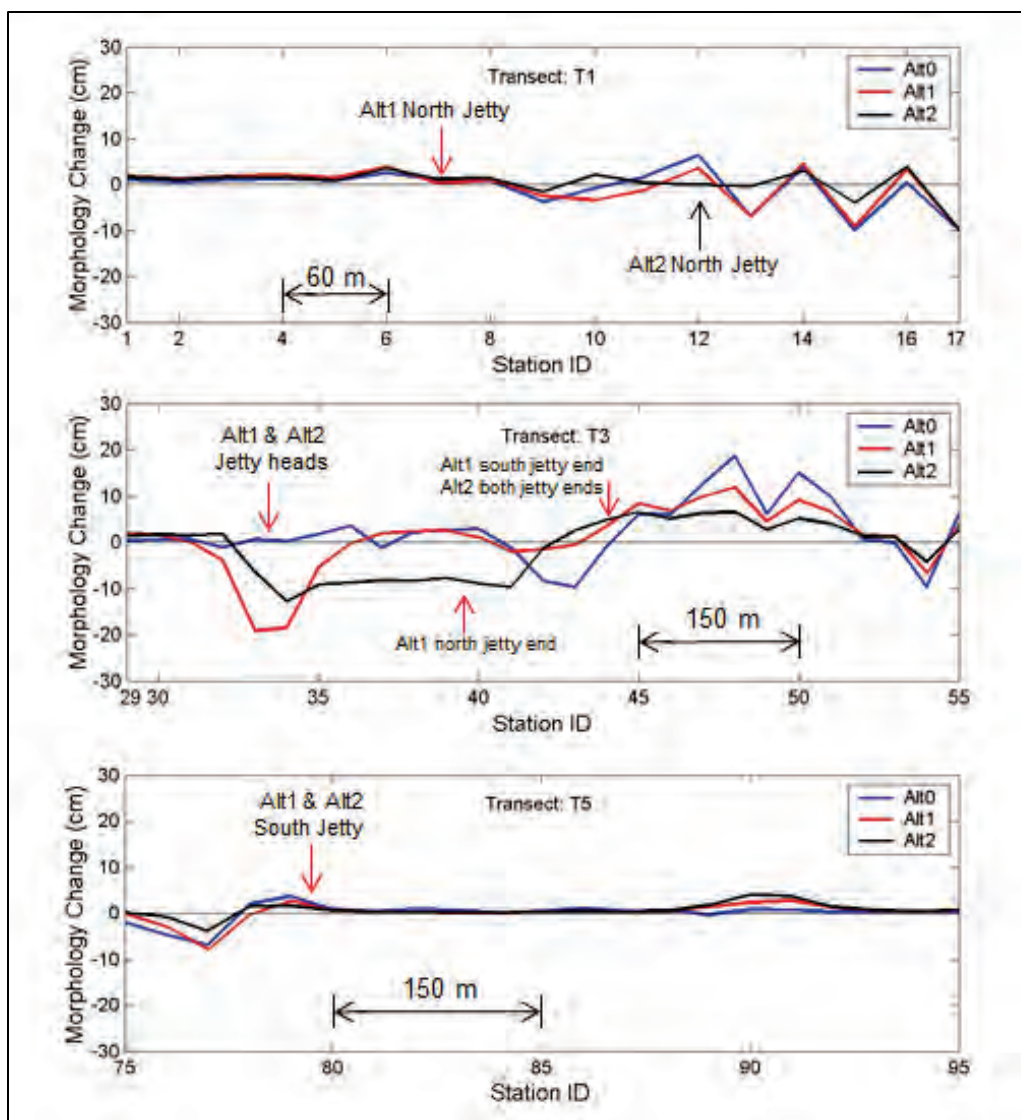 30
20
10
0
-10
-20
-30
Morphology Change (cm)
Transect: T1
Alt0
Alt1
Alt2
Alt1 North Jetty
Alt2 North Jetty
60 m
1 2 4 6 8 10 12 14 16 17
Station ID
30
20
10
0
-10
-20
-30
Morphology Change (cm)
Alt1 & Alt2
Jetty heads
Transect: T3
Alt1 south jetty end
Alt2 both jetty ends
Alt0
Alt1
Alt2
Alt1 north jetty end
150 m
29 30 35 40 45 50 55
Station ID
30
20
10
0
-10
-20
-30
Morphology Change (cm)
Alt1 & Alt2
South Jetty
Transect: T5
Alt0
Alt1
Alt2
150 m
75 80 85 90 95
Station ID